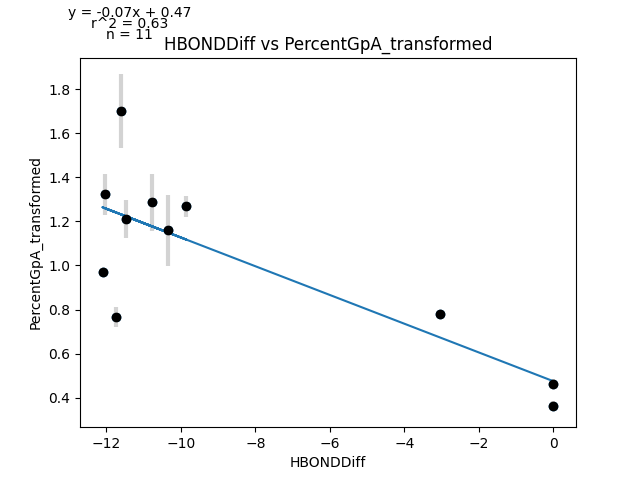 y = -0.07x + 0.47
r^2 = 0.63
n = 11
HBONDDiff vs PercentGpA_transformed
PercentGpA_transformed
1.8
1.6
1.4
1.2
1.0
0.8
0.6
0.4
−12
−10
−8
−6
−4
−2
0
HBONDDiff